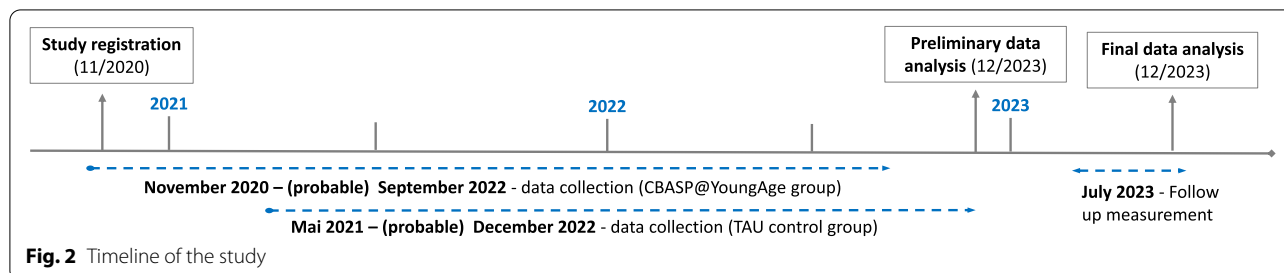 Study registration
(11/2020)
Preliminary data
analysis (12/2023)
Final data analysis
(12/2023)
2021
2022
2023
November 2020 – (probable) September 2022 - data collection (CBASP@YoungAge group)
Mai 2021 – (probable) December 2022 - data collection (TAU control group)
July 2023 - Follow
up measurement
Fig. 2 Timeline of the study